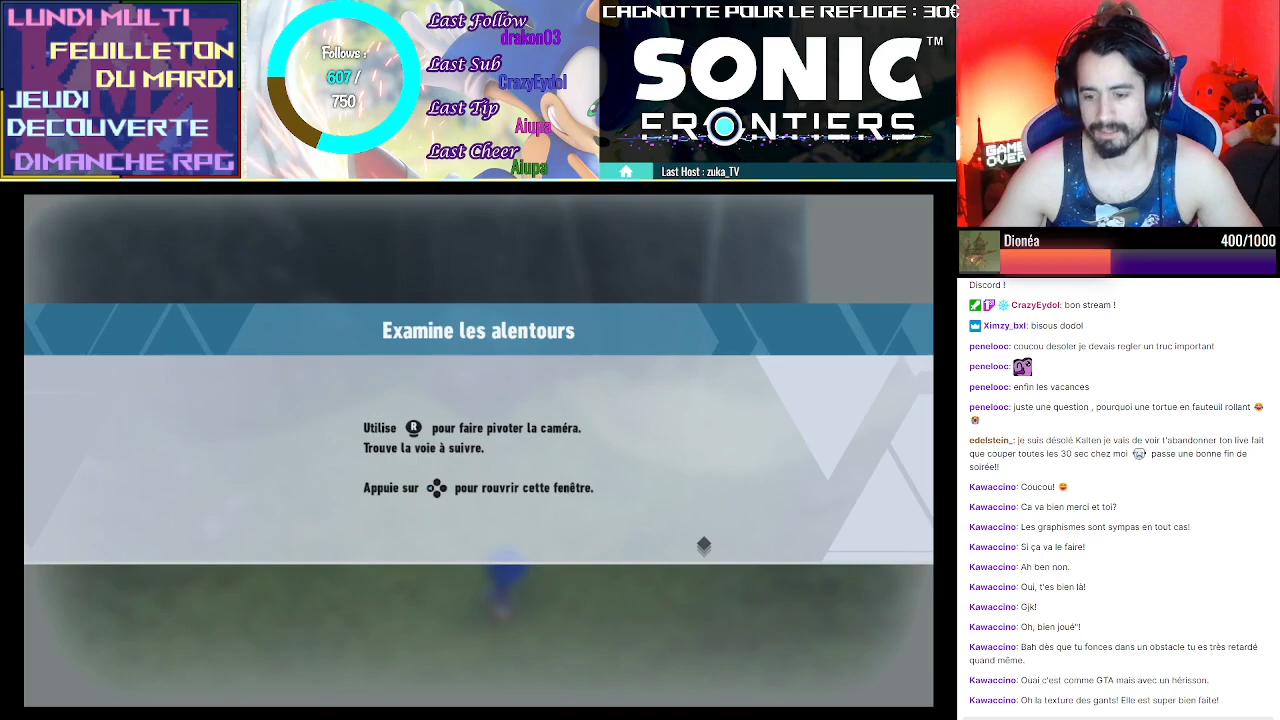 LUNDI MULTI
FEUILLETON
DU MARDI
JEUDI
DECOUVERTE
DIMANCHE RPG
Follows :
607 /
750
Last Follow
drakon03
Last Sub
CrazyEydol
Last Tip
Aiupa
Last Cheer
Aiupa
CAGNOTTE POUR LE REFUGE : 30€
SONIC™
FRONTIERS
Last Host : zuka_TV
GAME
OVER
Dionéa 400/1000
Examine les alentours
Utilise R pour faire pivoter la caméra.
Trouve la voie à suivre.
Appuie sur pour rouvrir cette fenêtre.
Discord !
CrazyEydol: bon stream !
Ximzy_bxl: bisous dodol
penelooc: coucou desoler je devais regler un truc important
penelooc:
penelooc: enfin les vacances
penelooc: juste une question , pourquoi une tortue en fauteuil rollant
edelstein_: je suis désolé Kalten je vais de voir t'abandonner ton live fait
que couper toutes les 30 sec chez moi passe une bonne fin de
soirée!!
Kawaccino: Coucou!
Kawaccino: Ca va bien merci et toi?
Kawaccino: Les graphismes sont sympas en tout cas!
Kawaccino: Si ça va le faire!
Kawaccino: Ah ben non.
Kawaccino: Oui, t'es bien là!
Kawaccino: Gjk!
Kawaccino: Oh, bien joué"!
Kawaccino: Bah dès que tu fonces dans un obstacle tu es très retardé
quand même.
Kawaccino: Ouai c'est comme GTA mais avec un hérisson.
Kawaccino: Oh la texture des gants! Elle est super bien faite!